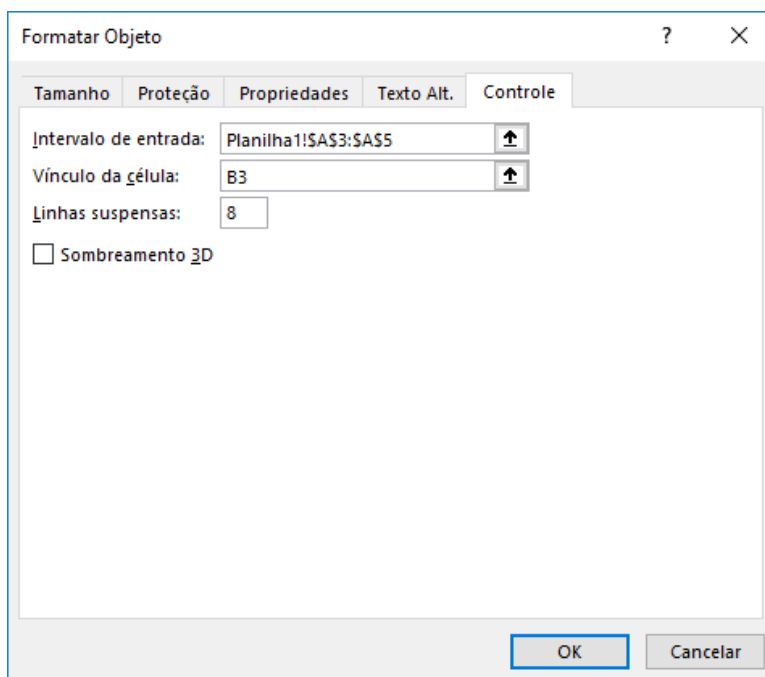 Formatar Objeto ?
Tamanho Proteção Propriedades Texto Alt. Controle
Intervalo de entrada: Planilha1!$A$3:$A$5
Vínculo da célula: B3
Linhas suspensas: 8
Sombreamento 3D
OK Cancelar